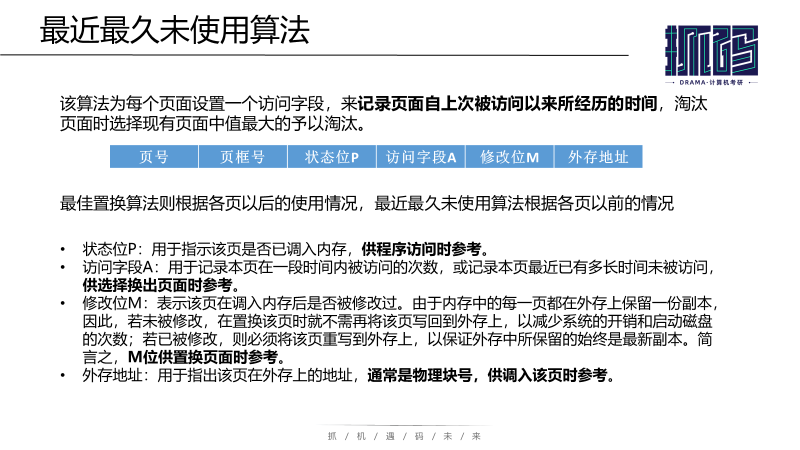 最近最久未使用算法
抓码
DRAMA·计算机考研
该算法为每个页面设置一个访问字段，来记录页面自上次被访问以来所经历的时间，淘汰
页面时选择现有页面中值最大的予以淘汰。
页号 页框号 状态位P 访问字段A 修改位M 外存地址
最佳置换算法则根据各页以后的使用情况，最近最久未使用算法根据各页以前的情况
• 状态位P：用于指示该页是否已调入内存，供程序访问时参考。
• 访问字段A：用于记录本页在一段时间内被访问的次数，或记录本页最近已有多长时间未被访问，
供选择换出页面时参考。
• 修改位M：表示该页在调入内存后是否被修改过。由于内存中的每一页都在外存上保留一份副本，
因此，若未被修改，在置换该页时就不需再将该页写回到外存上，以减少系统的开销和启动磁盘
的次数；若已被修改，则必须将该页重写到外存上，以保证外存中所保留的始终是最新副本。简
言之，M位供置换页面时参考。
• 外存地址：用于指出该页在外存上的地址，通常是物理块号，供调入该页时参考。
抓 / 机 / 遇 / 码 / 未 / 来